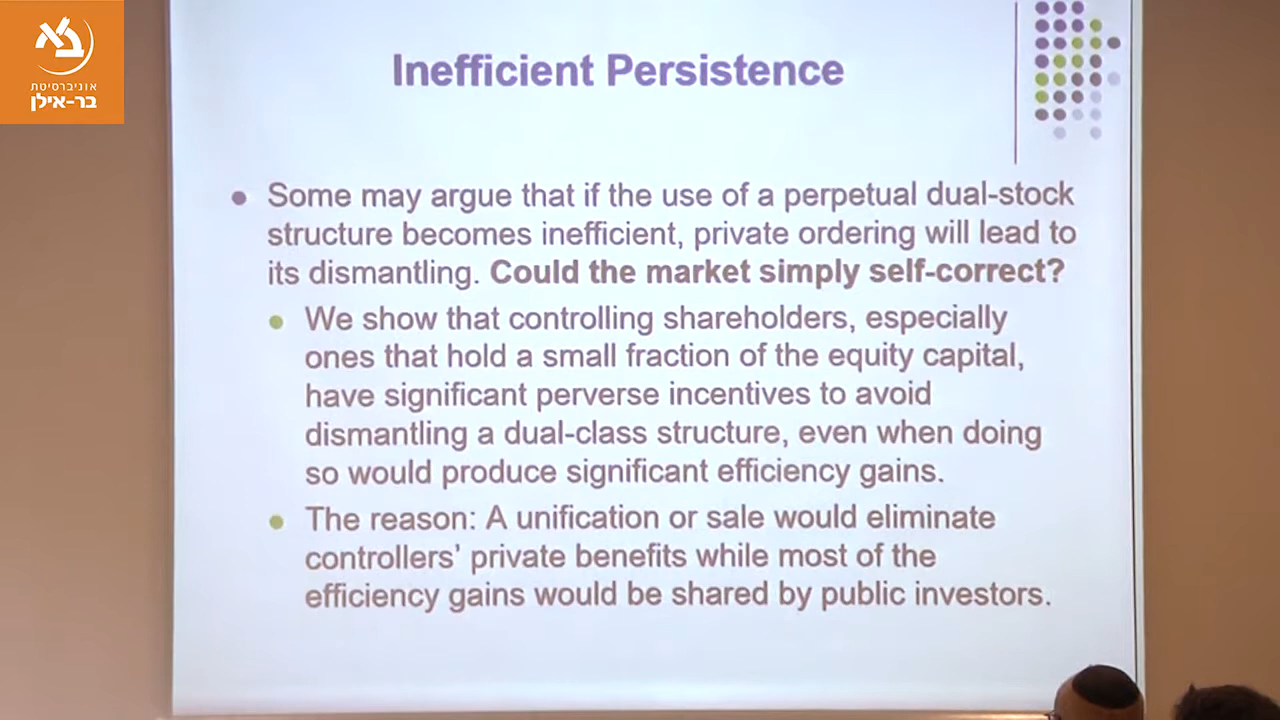 אוניברסיטת
בר-אילן
Inefficient Persistence
Some may argue that if the use of a perpetual dual-stock
structure becomes inefficient, private ordering will lead to
its dismantling. Could the market simply self-correct?
We show that controlling shareholders, especially
ones that hold a small fraction of the equity capital,
have significant perverse incentives to avoid
dismantling a dual-class structure, even when doing
so would produce significant efficiency gains.
The reason: A unification or sale would eliminate
controllers' private benefits while most of the
efficiency gains would be shared by public investors.